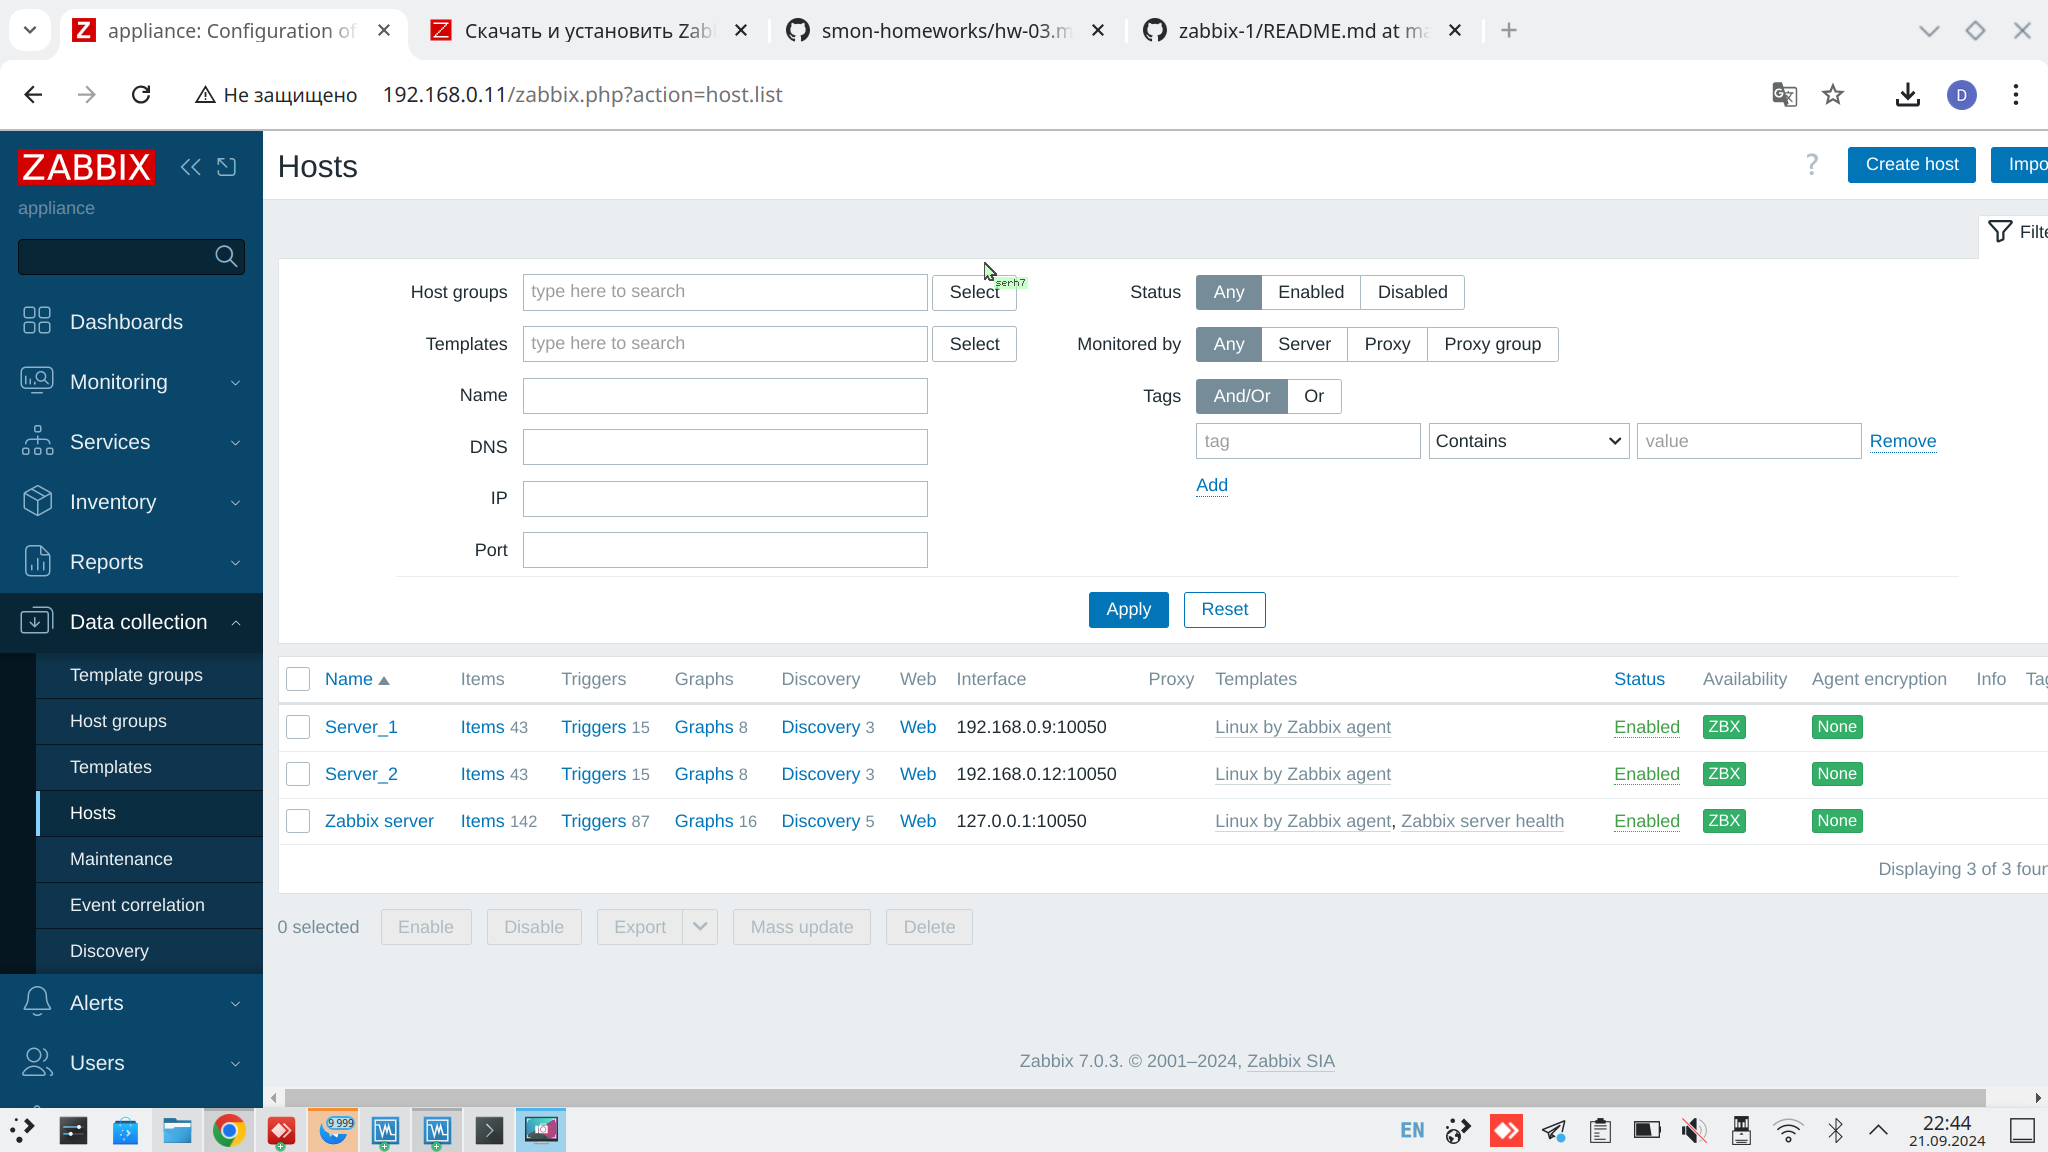 appliance: Configuration of
Скачать и установить Zab
smon-homeworks/hw-03.m
zabbix-1/README.md at ma
Не защищено
192.168.0.11/zabbix.php?action=host.list
D
ZABBIX
appliance
Dashboards
Monitoring
Services
Inventory
Reports
Data collection
Template groups
Host groups
Templates
Hosts
Maintenance
Event correlation
Discovery
Alerts
Users
Hosts
? Create host Impo
Filte
Host groups type here to search Select
serh7
Templates type here to search Select
Name
DNS
IP
Port
Status Any Enabled Disabled
Monitored by Any Server Proxy Proxy group
Tags And/Or Or
tag Contains value Remove
Add
Apply Reset
Name Items Triggers Graphs Discovery Web Interface Proxy Templates Status Availability Agent encryption Info Tag
Server_1 Items 43 Triggers 15 Graphs 8 Discovery 3 Web 192.168.0.9:10050 Linux by Zabbix agent Enabled ZBX None
Server_2 Items 43 Triggers 15 Graphs 8 Discovery 3 Web 192.168.0.12:10050 Linux by Zabbix agent Enabled ZBX None
Zabbix server Items 142 Triggers 87 Graphs 16 Discovery 5 Web 127.0.0.1:10050 Linux by Zabbix agent, Zabbix server health Enabled ZBX None
Displaying 3 of 3 four
0 selected Enable Disable Export Mass update Delete
Zabbix 7.0.3. © 2001–2024, Zabbix SIA
9 999
EN
22:44
21.09.2024